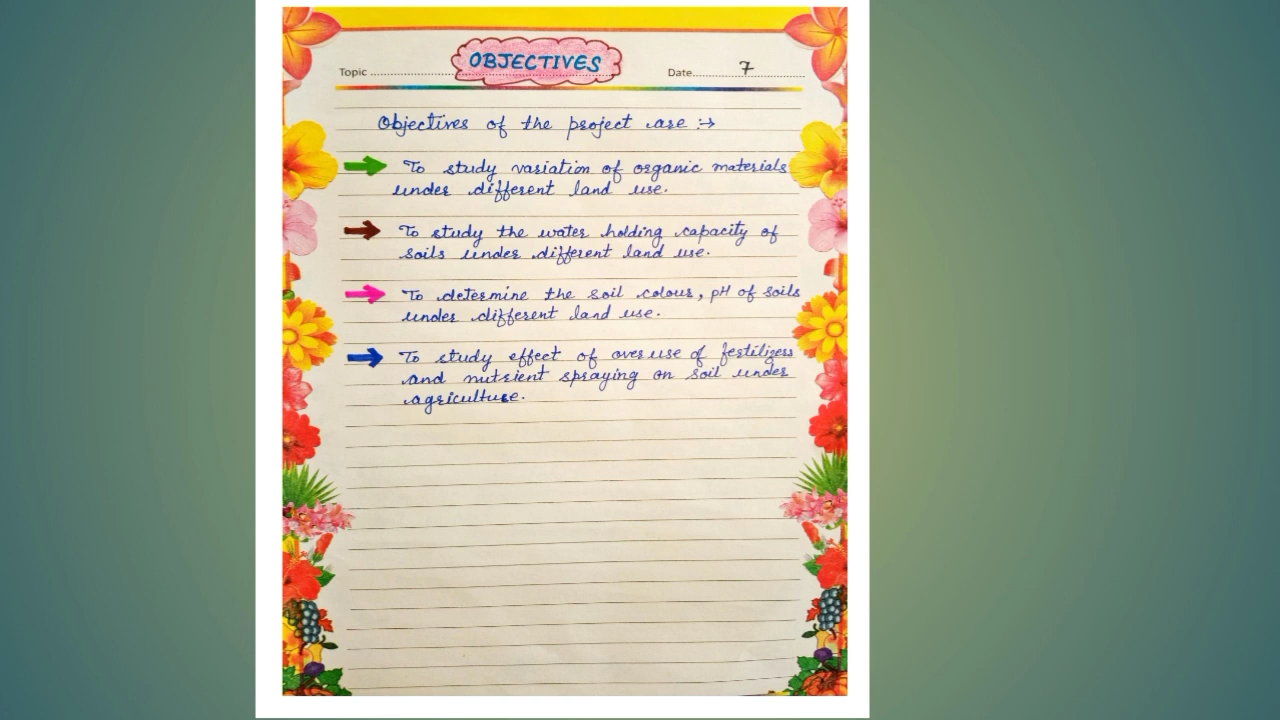 OBJECTIVES
Topic
Date 7
Objectives of the project are :→
To study variation of organic materials
under different land use.
To study the water holding capacity of
soils under different land use.
To determine the soil colour, pH of soils
under different land use.
To study effect of overuse of fertilizers
and nutrient spraying on soil under
agriculture.